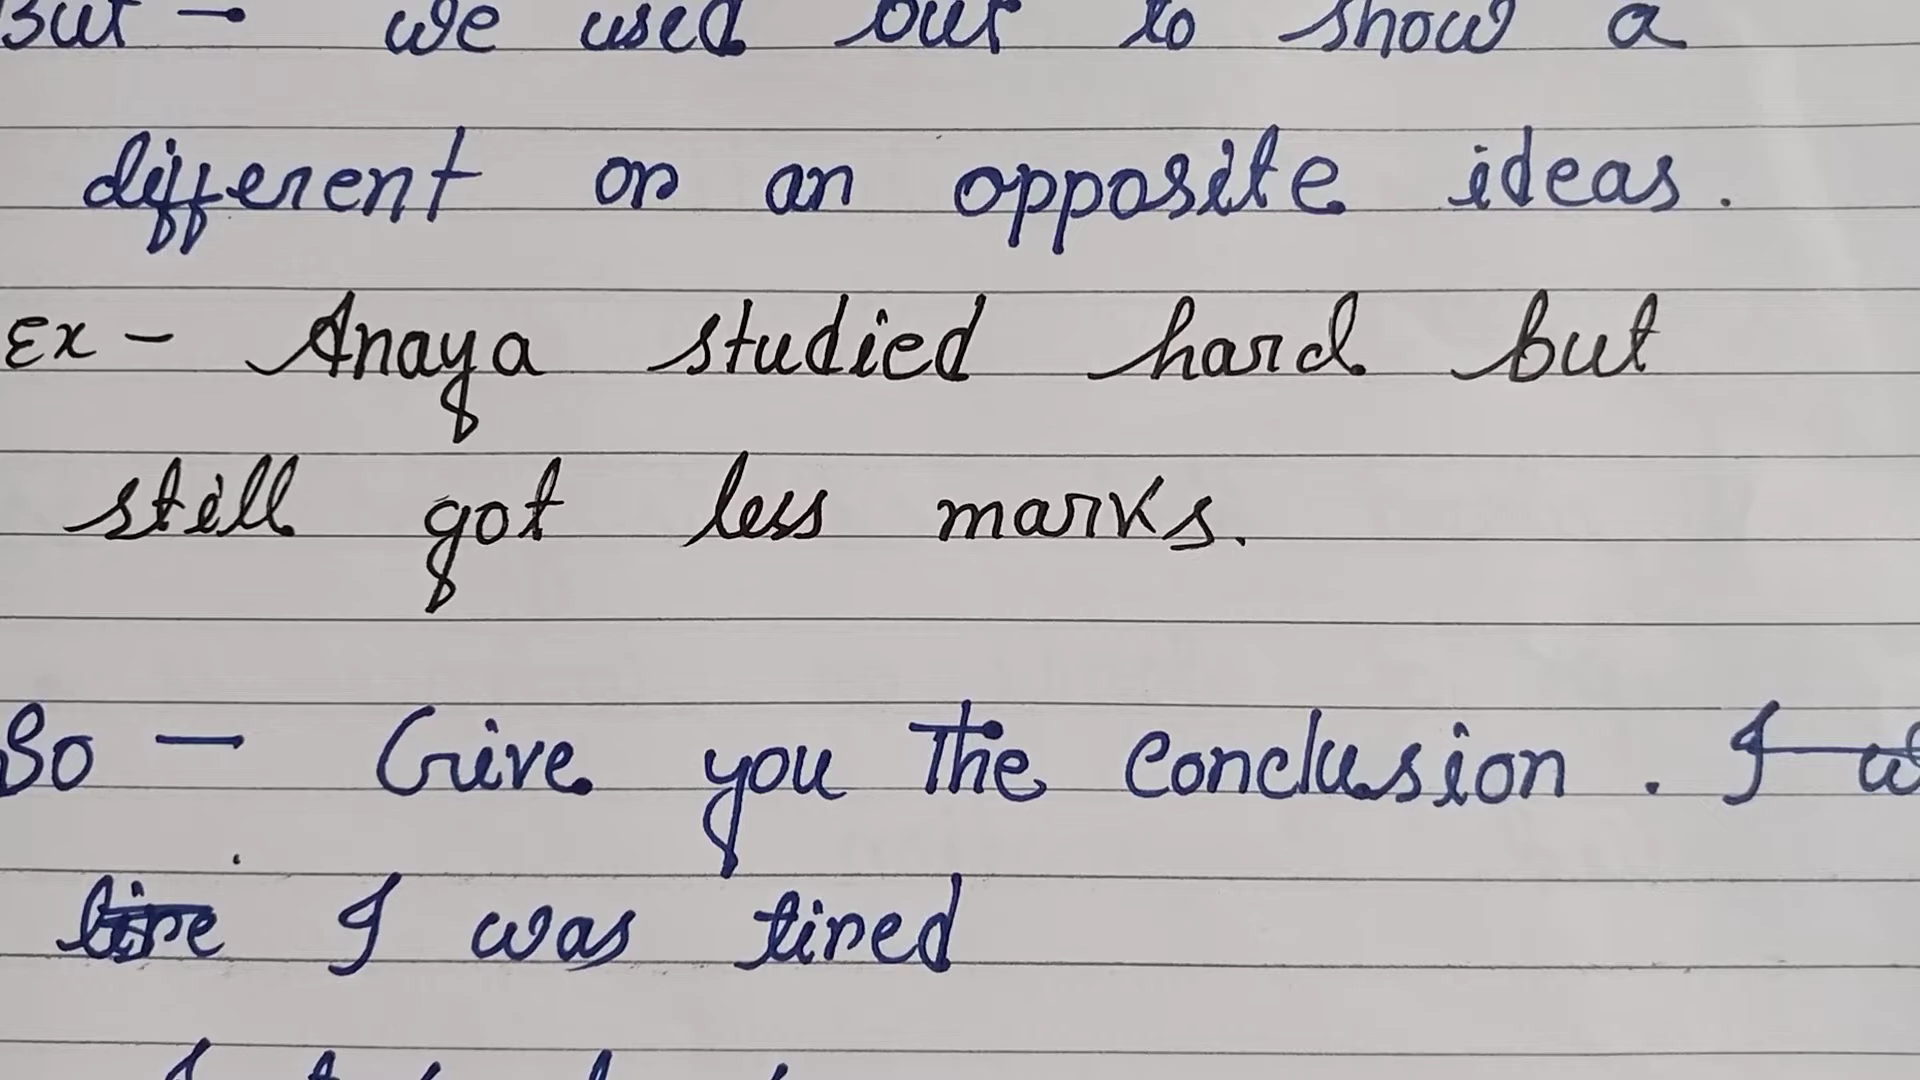 But - we used but to show a
different or an opposite ideas.
Ex - Anaya studied hard but
still got less marks.
So - Give you the conclusion. I
I was tired